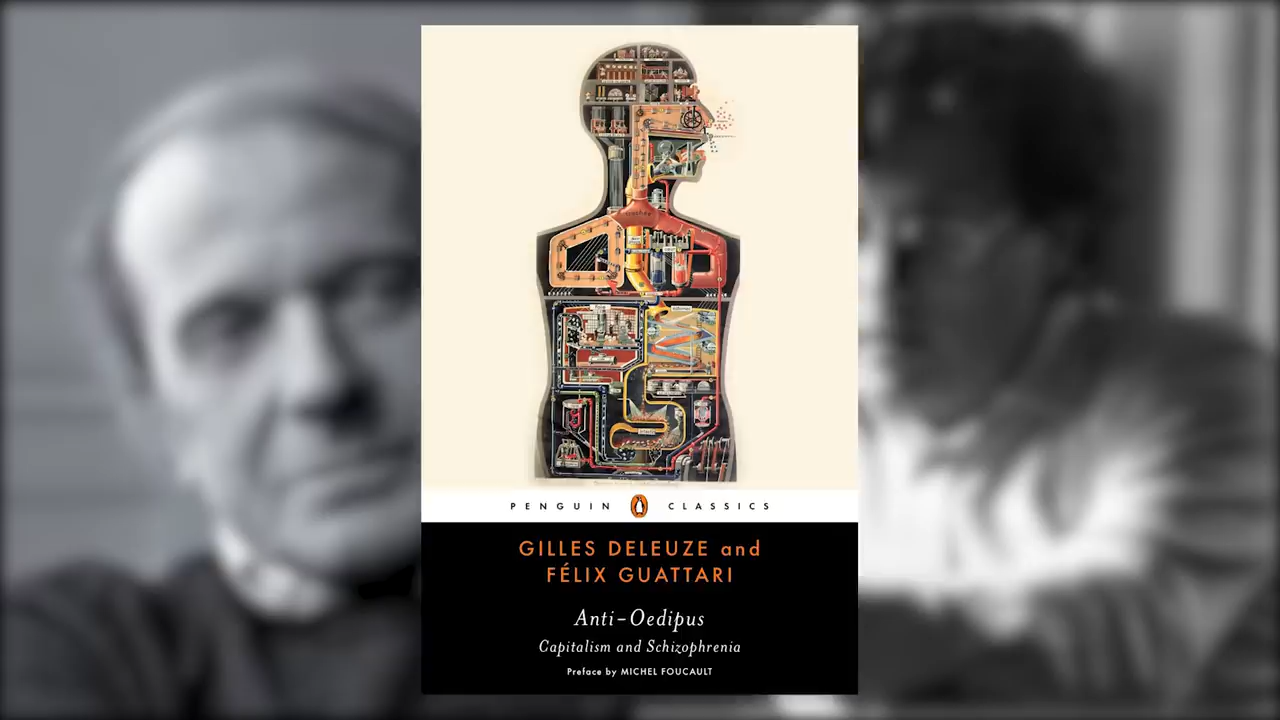 PENGUIN CLASSICS
GILLES DELEUZE and
FÉLIX GUATTARI
Anti-Oedipus
Capitalism and Schizophrenia
Preface by MICHEL FOUCAULT